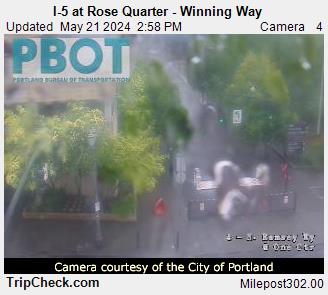 I-5 at Rose Quarter - Winning Way
Updated May 21 2024 2:58 PM Camera 4
PBOT
PORTLAND BUREAU OF TRANSPORTATION
N Ctr
Camera courtesy of the City of Portland
TripCheck.com Milepost302.00